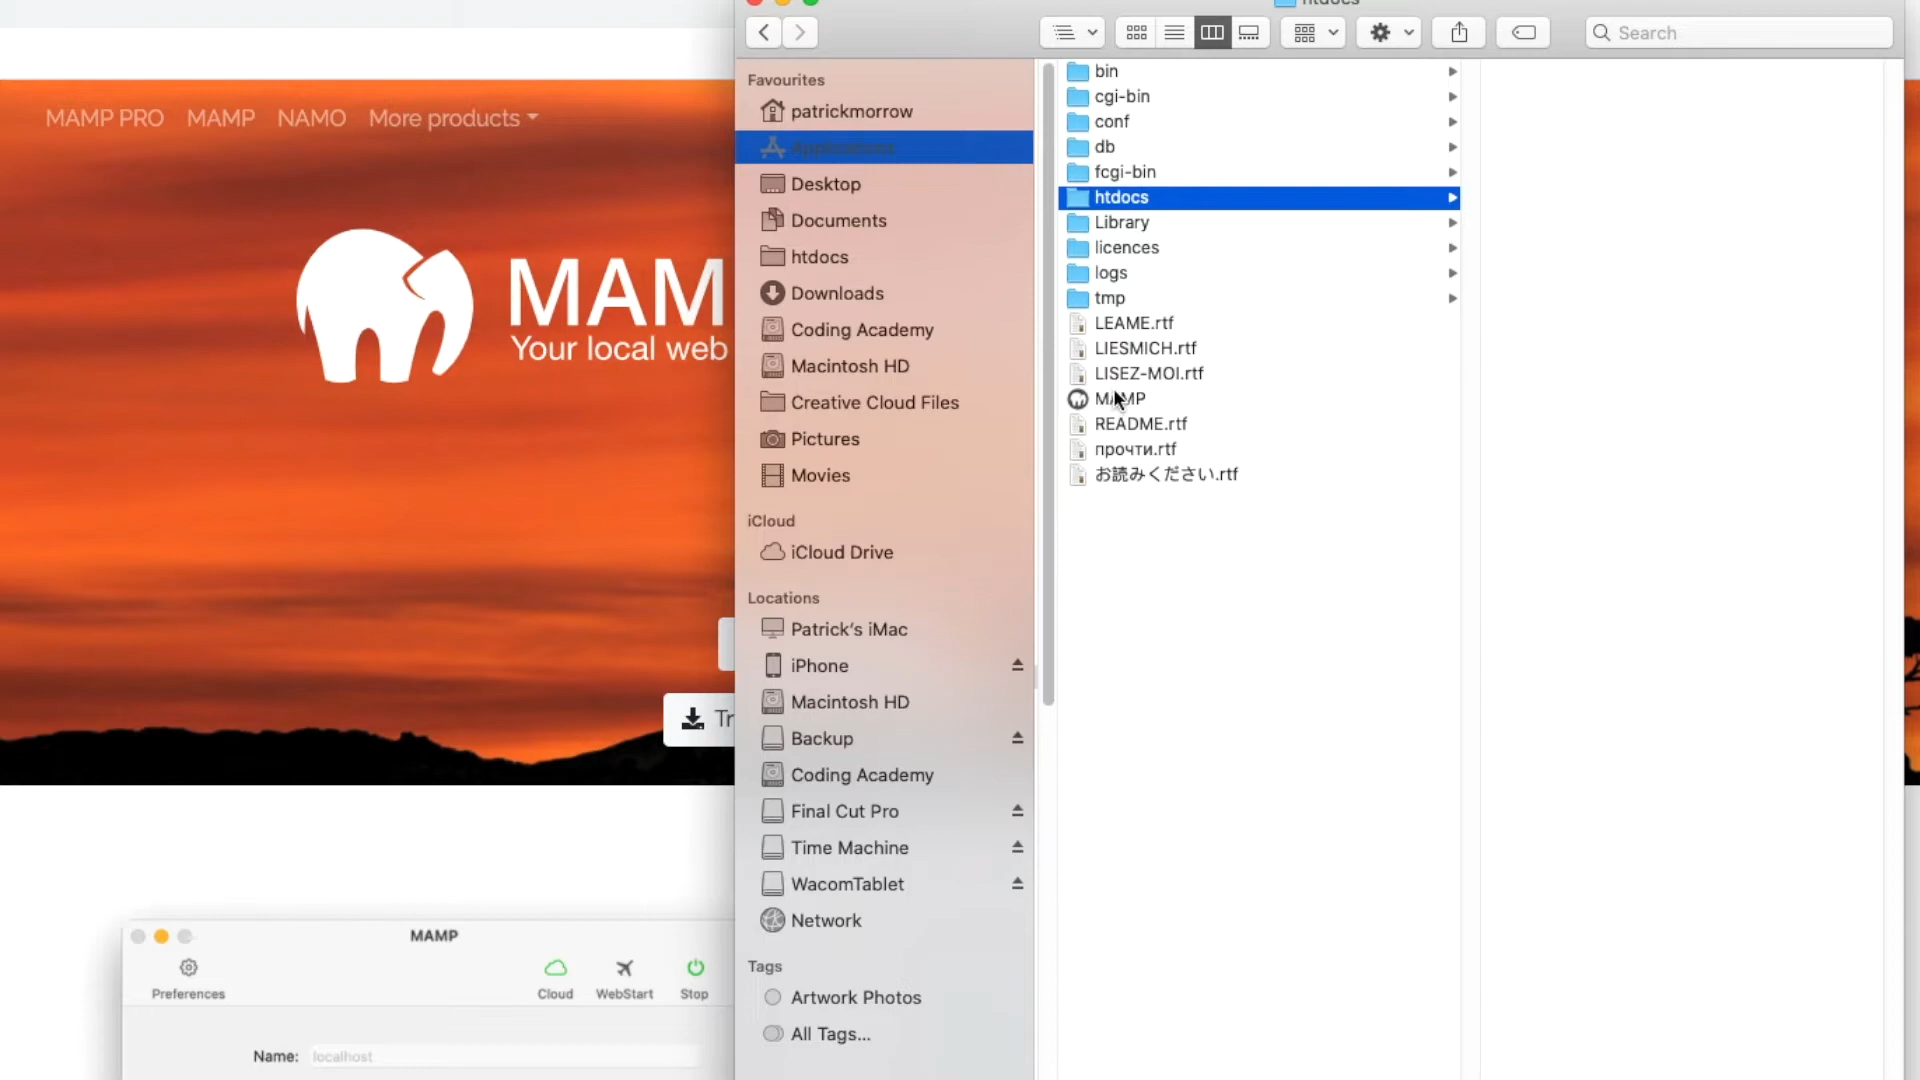 htdocs
Search
MAMP PRO MAMP NAMO More products
MAM
Your local web
Tr
Favourites
patrickmorrow
Applications
Desktop
Documents
htdocs
Downloads
Coding Academy
Macintosh HD
Creative Cloud Files
Pictures
Movies
iCloud
iCloud Drive
Locations
Patrick's iMac
iPhone
Macintosh HD
Backup
Coding Academy
Final Cut Pro
Time Machine
WacomTablet
Network
Tags
Artwork Photos
All Tags...
bin
cgi-bin
conf
db
fcgi-bin
htdocs
Library
licences
logs
tmp
LEAME.rtf
LIESMICH.rtf
LISEZ-MOI.rtf
MAMP
README.rtf
прочти.rtf
お読みください.rtf
MAMP
Preferences
Cloud
WebStart
Stop
Name: localhost